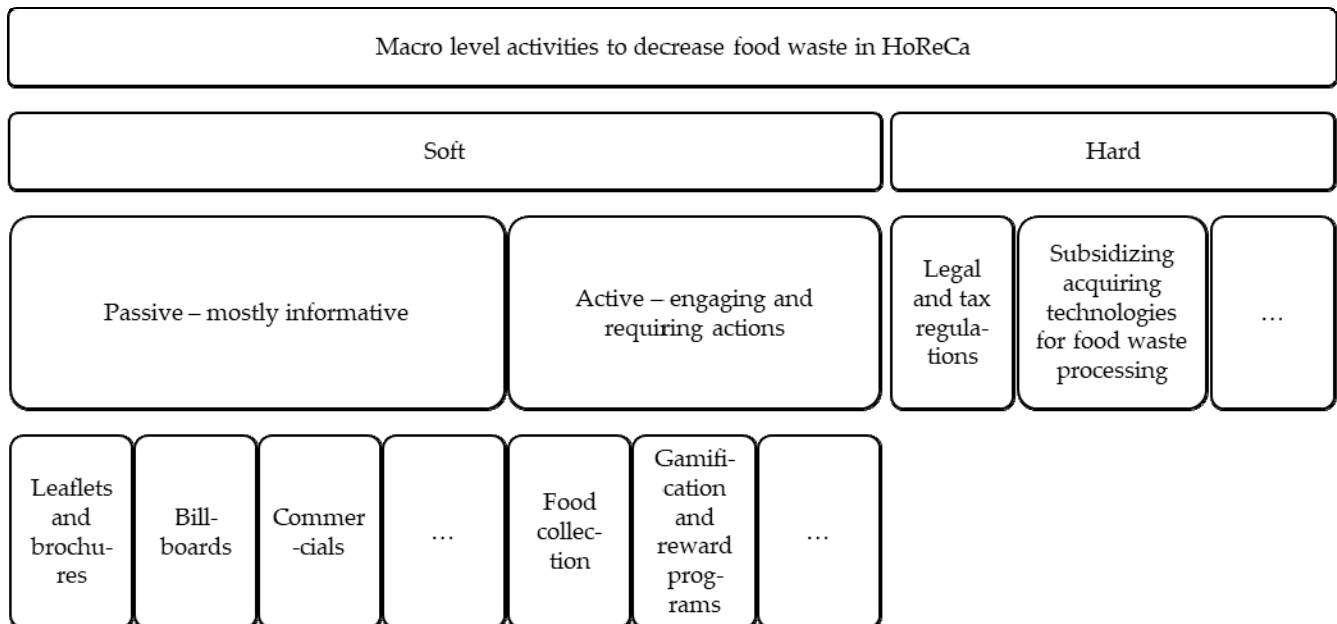 Macro level activities to decrease food waste in HoReCa
Soft
Hard
Passive – mostly informative
Active – engaging and
requiring actions
Legal
and tax
regula-
tions
Subsidizing
acquiring
technologies
for food waste
processing
…
Leaflets
and
brochu-
res
Bill-
boards
Commer
-cials
…
Food
collec-
tion
Gamifi-
cation
and
reward
prog-
rams
…